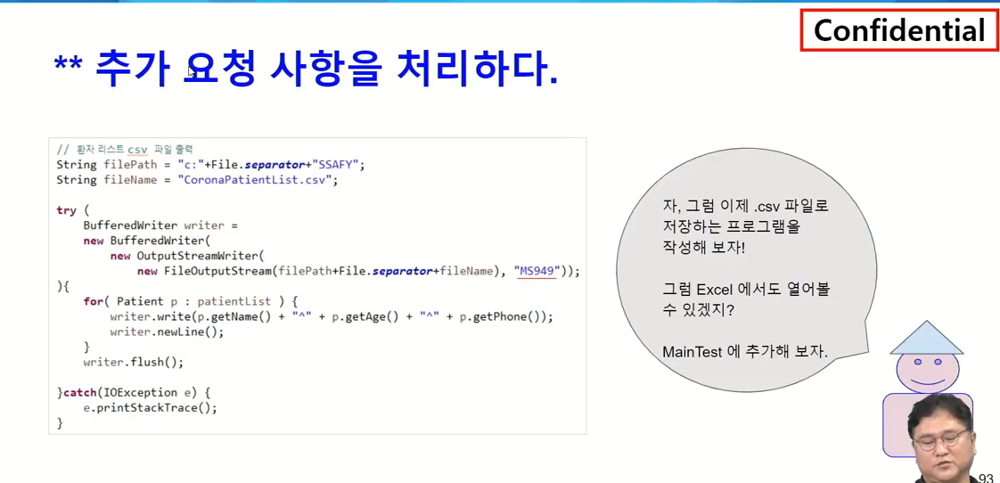 Confidential
** 추가 요청 사항을 처리하다.
// 환자 리스트 csv 파일 출력
String filePath = "c:"+File.separator+"SSAFY";
String fileName = "CoronaPatientList.csv";
try (
BufferedWriter writer =
new BufferedWriter(
new OutputStreamWriter(
new FileOutputStream(filePath+File.separator+fileName), "MS949"));
){
for( Patient p : patientList ) {
writer.write(p.getName() + "^" + p.getAge() + "^" + p.getPhone());
writer.newLine();
}
writer.flush();
}catch(IOException e) {
e.printStackTrace();
}
자, 그럼 이제 .csv 파일로
저장하는 프로그램을
작성해 보자!
그럼 Excel 에서도 열어볼
수 있겠지?
MainTest 에 추가해 보자.
93